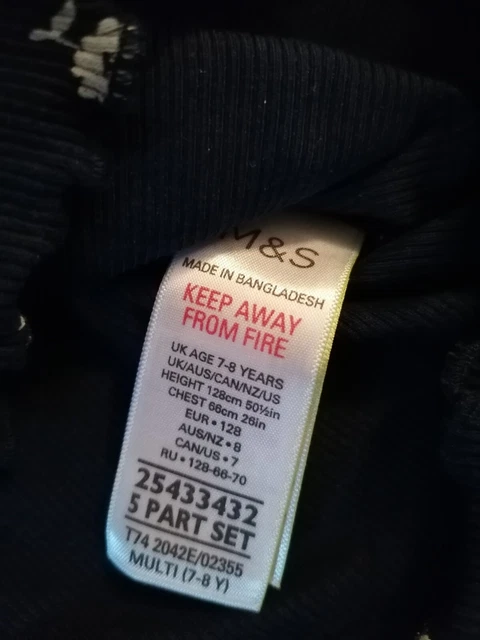 M&S
MADE IN BANGLADESH
KEEP AWAY
FROM FIRE
UK AGE 7-8 YEARS
UK/AUS/CAN/NZ/US
HEIGHT 128cm 50½in
CHEST 66cm 26in
EUR • 128
AUS/NZ • 8
CAN/US • 7
RU • 128-66-70
25433432
5 PART SET
T74 2042E/02355
MULTI (7-8 Y)